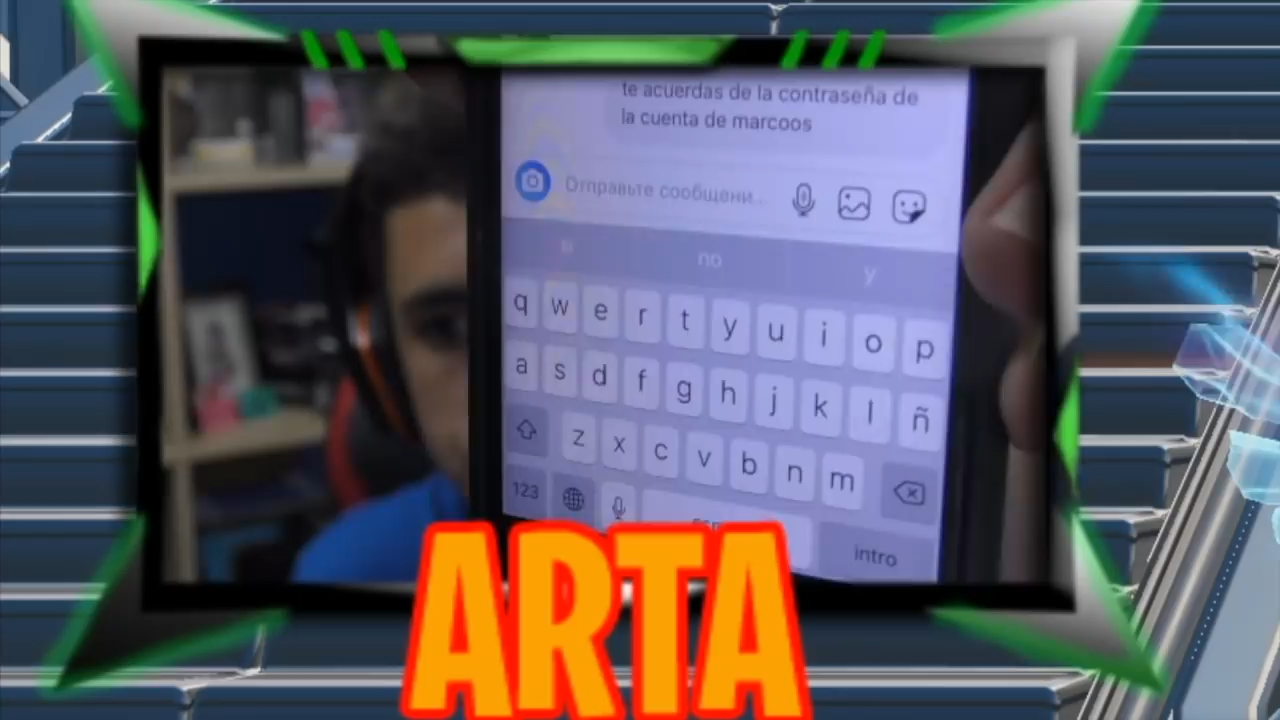 te acuerdas de la contraseña de
la cuenta de marcoos
Отправьте сообщени...
no
y
q w e r t y u i o p
a s d f g h j k l ñ
z x c v b n m
123
intro
ARTA